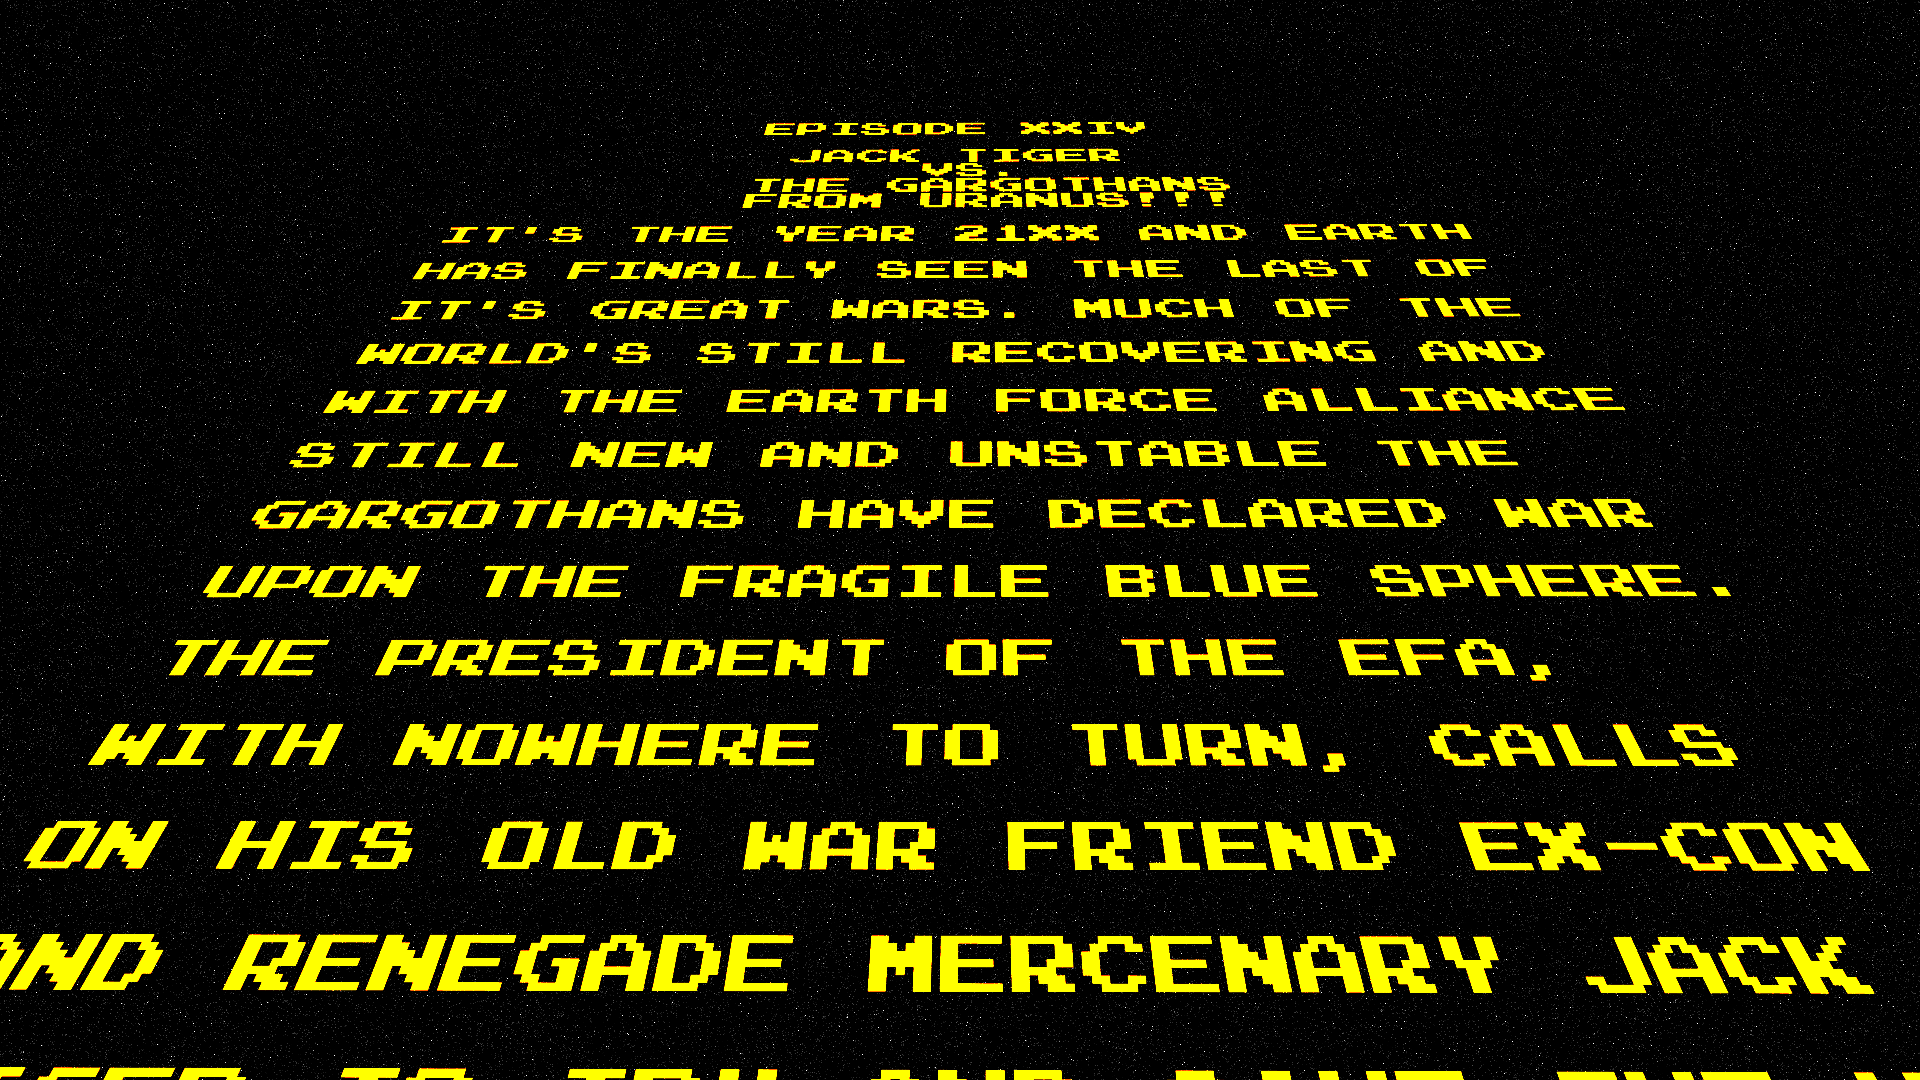 EPISODE XXIV
JACK TIGER
VS.
THE GARGOTHANS
FROM URANUS!?!
IT'S THE YEAR 21XX AND EARTH
HAS FINALLY SEEN THE LAST OF
IT'S GREAT WARS. MUCH OF THE
WORLD'S STILL RECOVERING AND
WITH THE EARTH FORCE ALLIANCE
STILL NEW AND UNSTABLE THE
GARGOTHANS HAVE DECLARED WAR
UPON THE FRAGILE BLUE SPHERE.
THE PRESIDENT OF THE EFA,
WITH NOWHERE TO TURN, CALLS
ON HIS OLD WAR FRIEND EX-CON
AND RENEGADE MERCENARY JACK